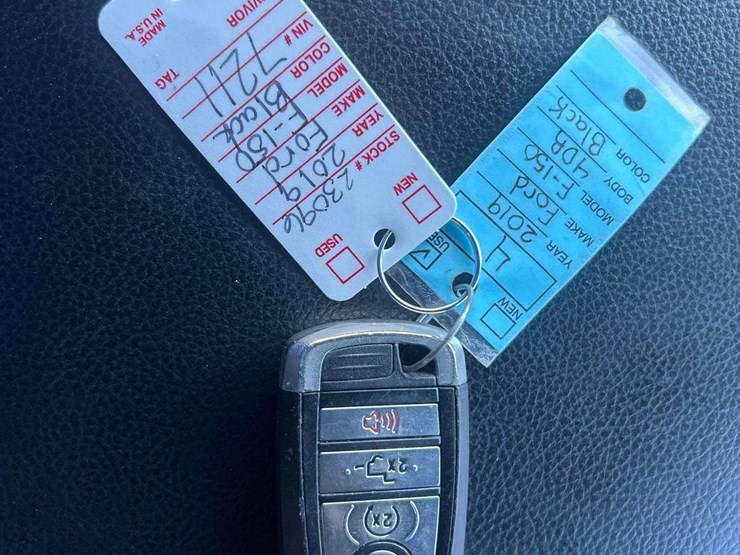 NEW
USED
STOCK # 23096
YEAR 2019
MAKE Ford
MODEL F-150
COLOR Black
VIN # 7211
TAG
MADE
IN U.S.A.
NEW
USED
4
YEAR 2019
MAKE Ford
MODEL F-150
BODY 4DR
COLOR Black
2x
2x